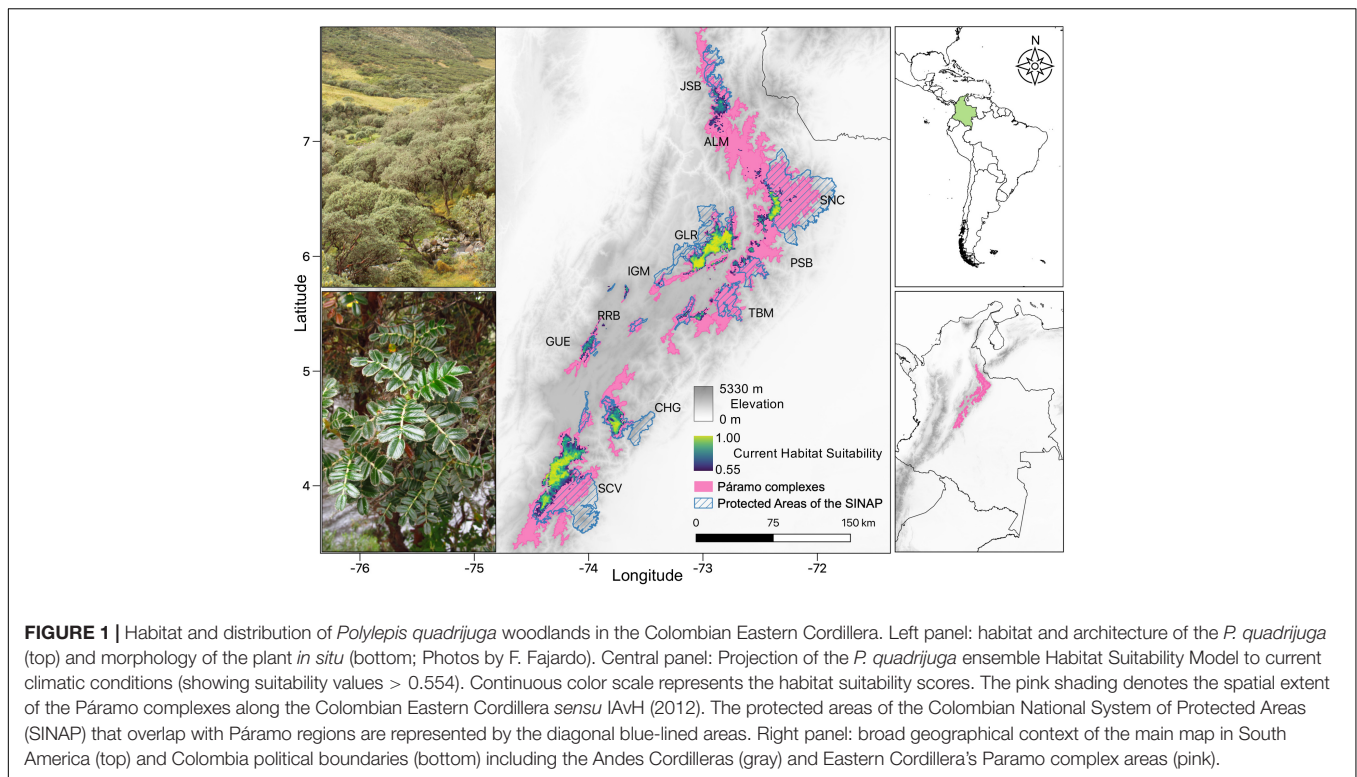 N
JSB
7
ALM
SNC
GLR
6
PSB
IGM
Latitude
TBM
RRB
GUE
5
5330 m
Elevation
0 m
CHG
1.00
Current Habitat Suitability
0.55
4
SCV
Páramo complexes
Protected Areas of the SINAP
0 75 150 km
-76 -75 -74 -73 -72
Longitude
FIGURE 1 | Habitat and distribution of Polylepis quadrijuga woodlands in the Colombian Eastern Cordillera. Left panel: habitat and architecture of the P. quadrijuga
(top) and morphology of the plant in situ (bottom; Photos by F. Fajardo). Central panel: Projection of the P. quadrijuga ensemble Habitat Suitability Model to current
climatic conditions (showing suitability values > 0.554). Continuous color scale represents the habitat suitability scores. The pink shading denotes the spatial extent
of the Páramo complexes along the Colombian Eastern Cordillera sensu IAvH (2012). The protected areas of the Colombian National System of Protected Areas
(SINAP) that overlap with Páramo regions are represented by the diagonal blue-lined areas. Right panel: broad geographical context of the main map in South
America (top) and Colombia political boundaries (bottom) including the Andes Cordilleras (gray) and Eastern Cordillera's Paramo complex areas (pink).